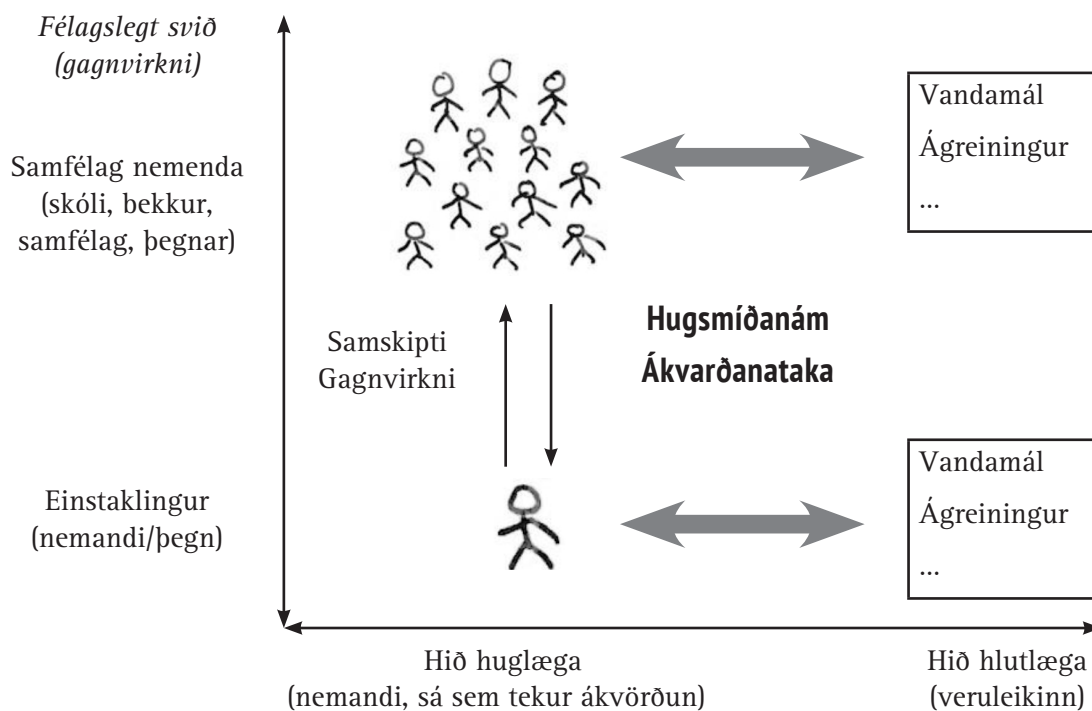 Félagslegt svið
(gagnvirkni)
Samfélag nemenda
(skóli, bekkur,
samfélag, þegnar)
Vandamál
Ágreiningur
...
Samskipti
Gagnvirkni
Hugsmíðanám
Ákvarðanataka
Einstaklingur
(nemandi/þegn)
Vandamál
Ágreiningur
...
Hið huglæga
(nemandi, sá sem tekur ákvörðun)
Hið hlutlæga
(veruleikinn)